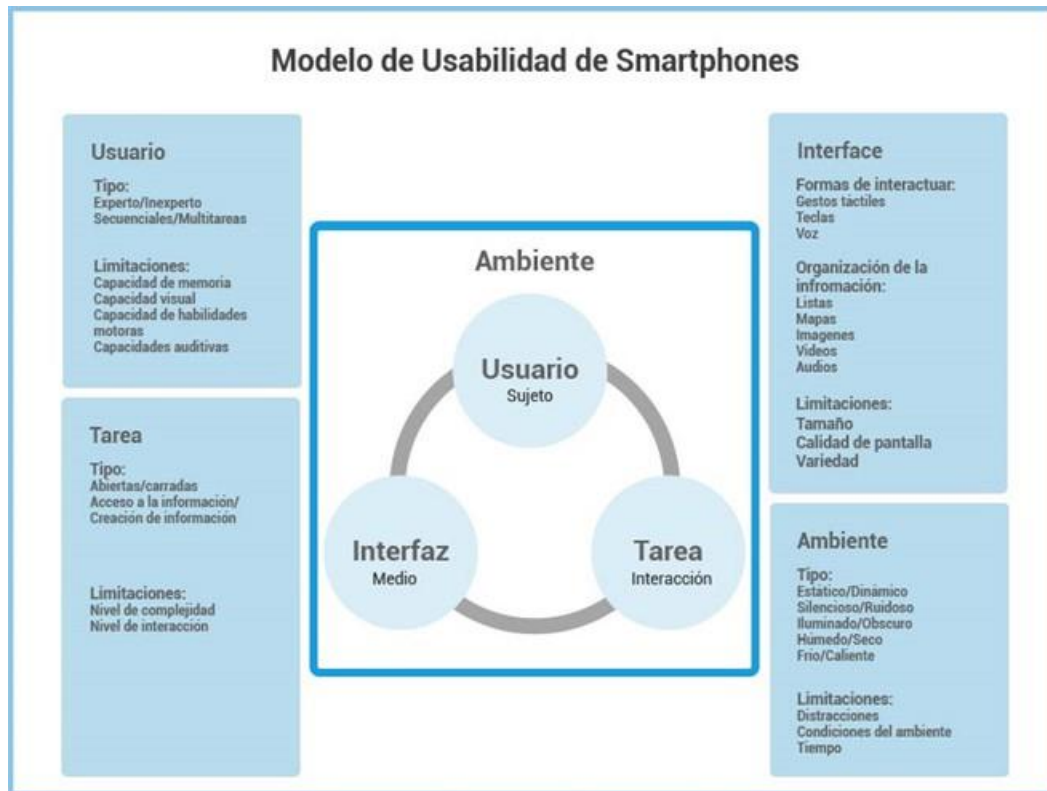 Modelo de Usabilidad de Smartphones
Usuario
Tipo:
Experto/Inexperto
Secuenciales/Multitareas
Limitaciones:
Capacidad de memoria
Capacidad visual
Capacidad de habilidades
motoras
Capacidades auditivas
Tarea
Tipo:
Abiertas/carradas
Acceso a la información/
Creación de información
Limitaciones:
Nivel de complejidad
Nivel de interacción
Ambiente
Usuario
Sujeto
Interfaz
Medio
Tarea
Interacción
Interface
Formas de interactuar:
Gestos táctiles
Teclas
Voz
Organización de la
infromación:
Listas
Mapas
Imagenes
Videos
Audios
Limitaciones:
Tamaño
Calidad de pantalla
Variedad
Ambiente
Tipo:
Estático/Dinámico
Silencioso/Ruidoso
Iluminado/Obscuro
Húmedo/Seco
Frio/Caliente
Limitaciones:
Distracciones
Condiciones del ambiente
Tiempo